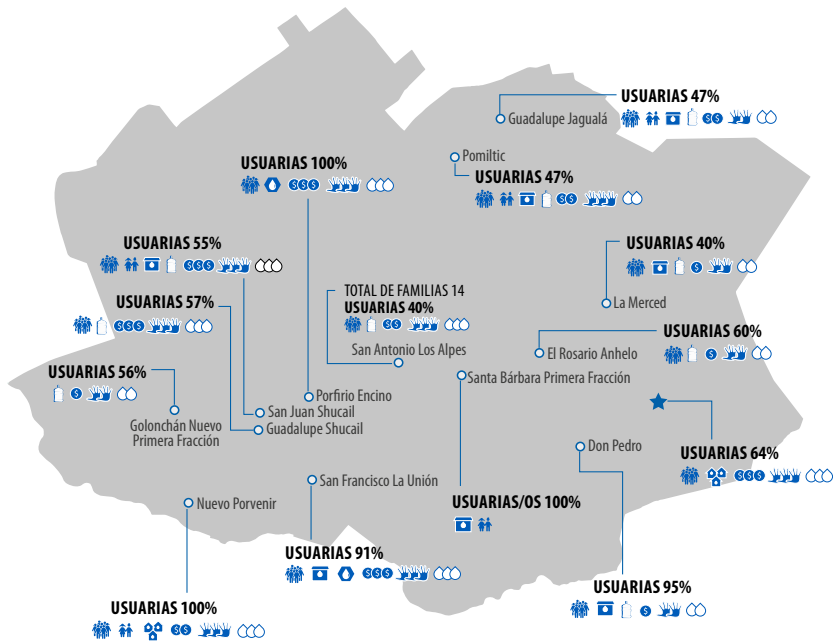 USUARIAS 47%
Guadalupe Jagualá
Pomiltic
USUARIAS 47%
USUARIAS 100%
USUARIAS 55%
USUARIAS 40%
La Merced
TOTAL DE FAMILIAS 14
USUARIAS 40%
San Antonio Los Alpes
USUARIAS 57%
USUARIAS 60%
El Rosario Anhelo
USUARIAS 56%
Santa Bárbara Primera Fracción
Porfirio Encino
San Juan Shucail
Guadalupe Shucail
Golonchán Nuevo
Primera Fracción
Don Pedro
USUARIAS 64%
San Francisco La Unión
Nuevo Porvenir
USUARIAS/OS 100%
USUARIAS 91%
USUARIAS 95%
USUARIAS 100%